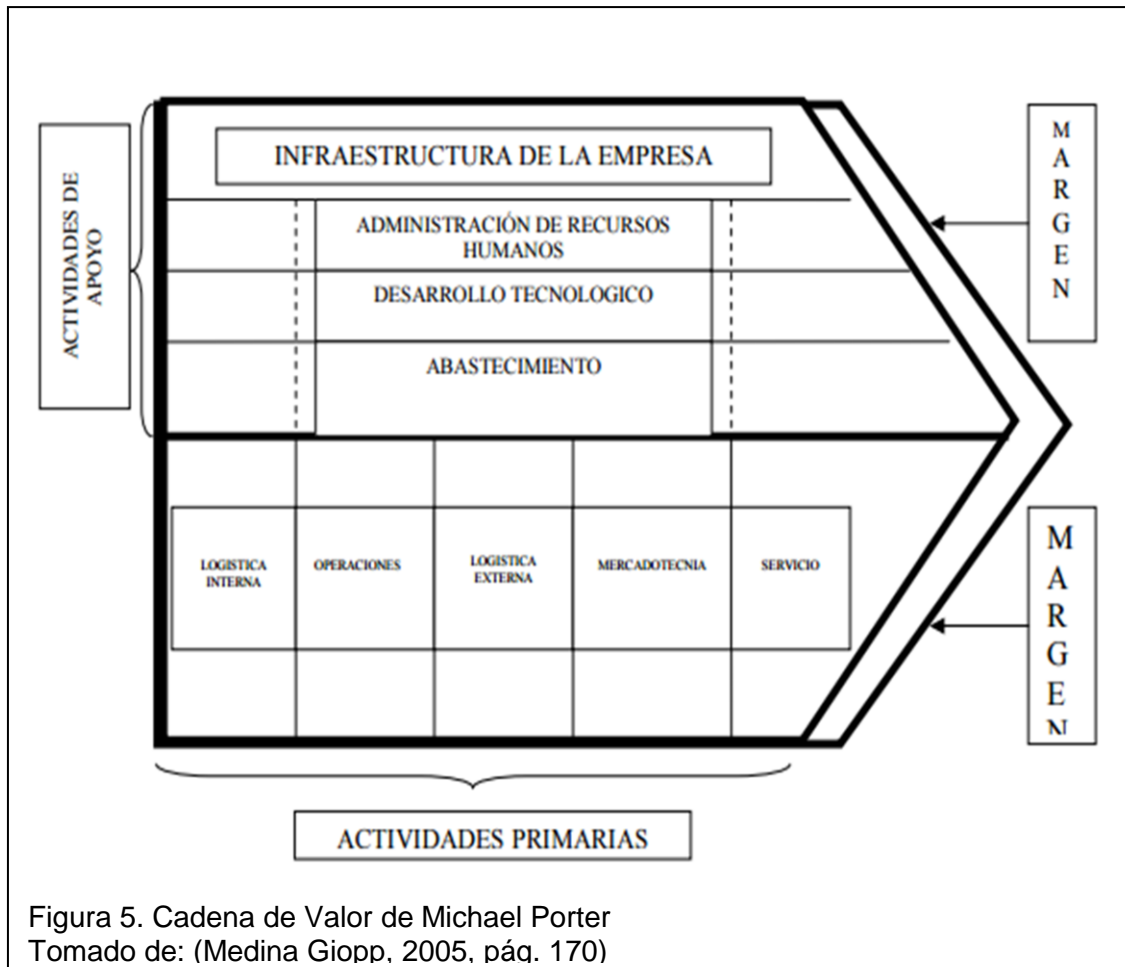 INFRAESTRUCTURA DE LA EMPRESA
ACTIVIDADES DE
APOYO
ADMINISTRACIÓN DE RECURSOS
HUMANOS
DESARROLLO TECNOLOGICO
ABASTECIMIENTO
MARGEN
LOGISTICA
INTERNA
OPERACIONES
LOGISTICA
EXTERNA
MERCADOTECNIA
SERVICIO
MARGEN
ACTIVIDADES PRIMARIAS
Figura 5. Cadena de Valor de Michael Porter
Tomado de: (Medina Giopp, 2005, pág. 170)